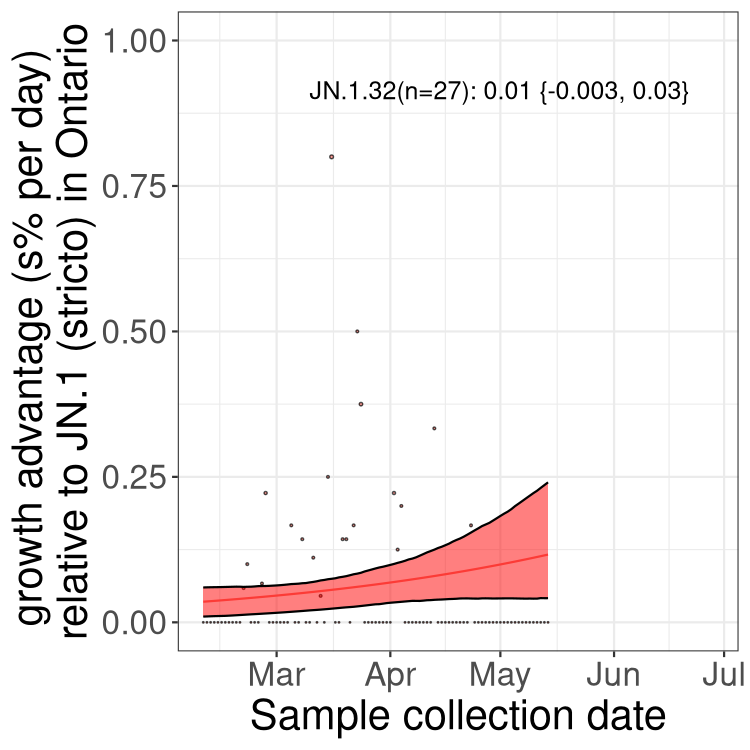 growth advantage (s% per day)
relative to JN.1 (stricto) in Ontario
1.00
0.75
0.50
0.25
0.00
JN.1.32(n=27): 0.01 {-0.003, 0.03}
Mar Apr May Jun Jul
Sample collection date